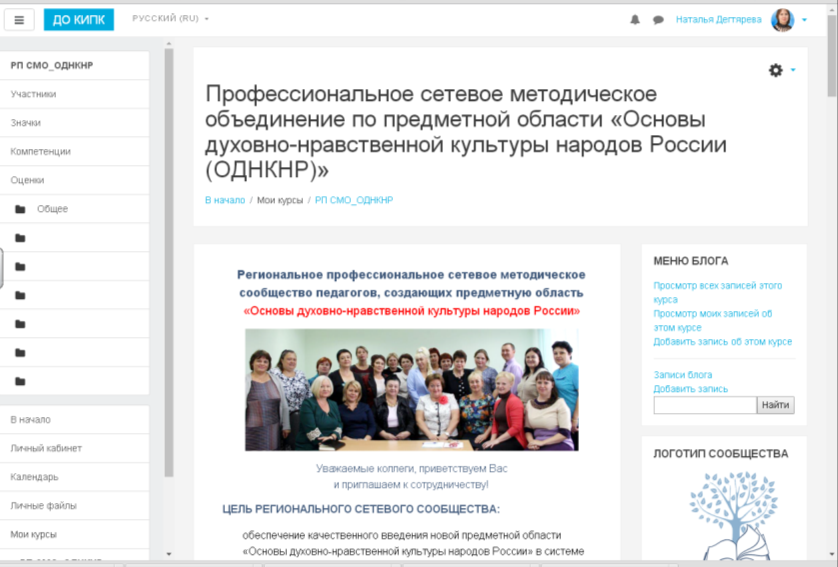 ДО КИПК
РУССКИЙ (RU)
Наталья Дегтярева
РП СМО_ОДНКНР
Участники
Значки
Компетенции
Оценки
Общее
В начало
Личный кабинет
Календарь
Личные файлы
Мои курсы
Профессиональное сетевое методическое
объединение по предметной области «Основы
духовно-нравственной культуры народов России
(ОДНКНР)»
В начало / Мои курсы / РП СМО_ОДНКНР
Региональное профессиональное сетевое методическое
сообщество педагогов, создающих предметную область
«Основы духовно-нравственной культуры народов России»
Уважаемые коллеги, приветствуем Вас
и приглашаем к сотрудничеству!
ЦЕЛЬ РЕГИОНАЛЬНОГО СЕТЕВОГО СООБЩЕСТВА:
обеспечение качественного введения новой предметной области
«Основы духовно-нравственной культуры народов России» в системе
МЕНЮ БЛОГА
Просмотр всех записей этого
курса
Просмотр моих записей об
этом курсе
Добавить запись об этом курсе
Записи блога
Добавить запись
Найти
ЛОГОТИП СООБЩЕСТВА